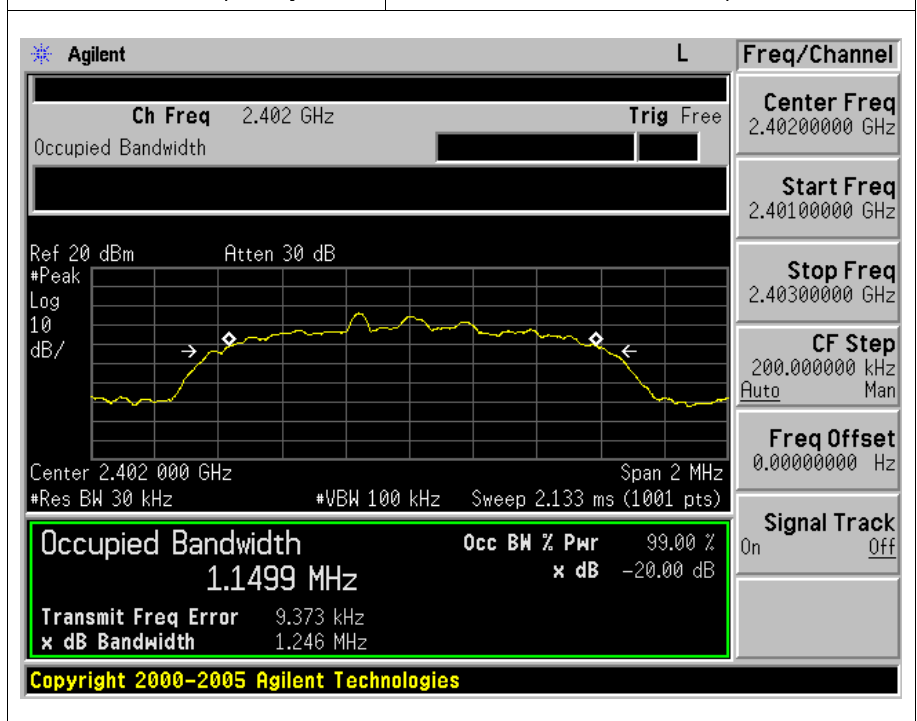 Agilent L Freq/Channel
Ch Freq 2.402 GHz Trig Free
Occupied Bandwidth
Center Freq
2.40200000 GHz
Start Freq
2.40100000 GHz
Stop Freq
2.40300000 GHz
CF Step
200.000000 kHz
Auto Man
Freq Offset
0.00000000 Hz
Signal Track
On Off
Ref 20 dBm Atten 30 dB
#Peak
Log
10
dB/
Center 2.402 000 GHz Span 2 MHz
#Res BW 30 kHz #VBW 100 kHz Sweep 2.133 ms (1001 pts)
Occupied Bandwidth
1.1499 MHz
Occ BW % Pwr 99.00 %
x dB -20.00 dB
Transmit Freq Error 9.373 kHz
x dB Bandwidth 1.246 MHz
Copyright 2000-2005 Agilent Technologies